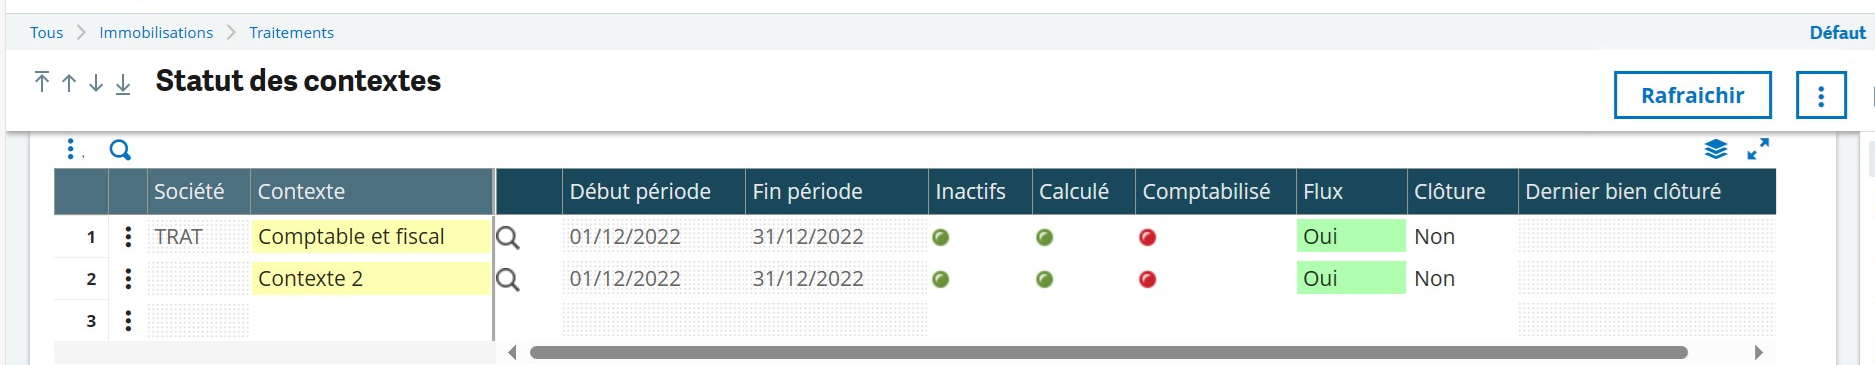 Tous Immobilisations Traitements Défaut
Statut des contextes Rafraichir
Société Contexte Début période Fin période Inactifs Calculé Comptabilisé Flux Clôture Dernier bien clôturé
1 TRAT Comptable et fiscal 01/12/2022 31/12/2022 Oui Non
2 Contexte 2 01/12/2022 31/12/2022 Oui Non
3